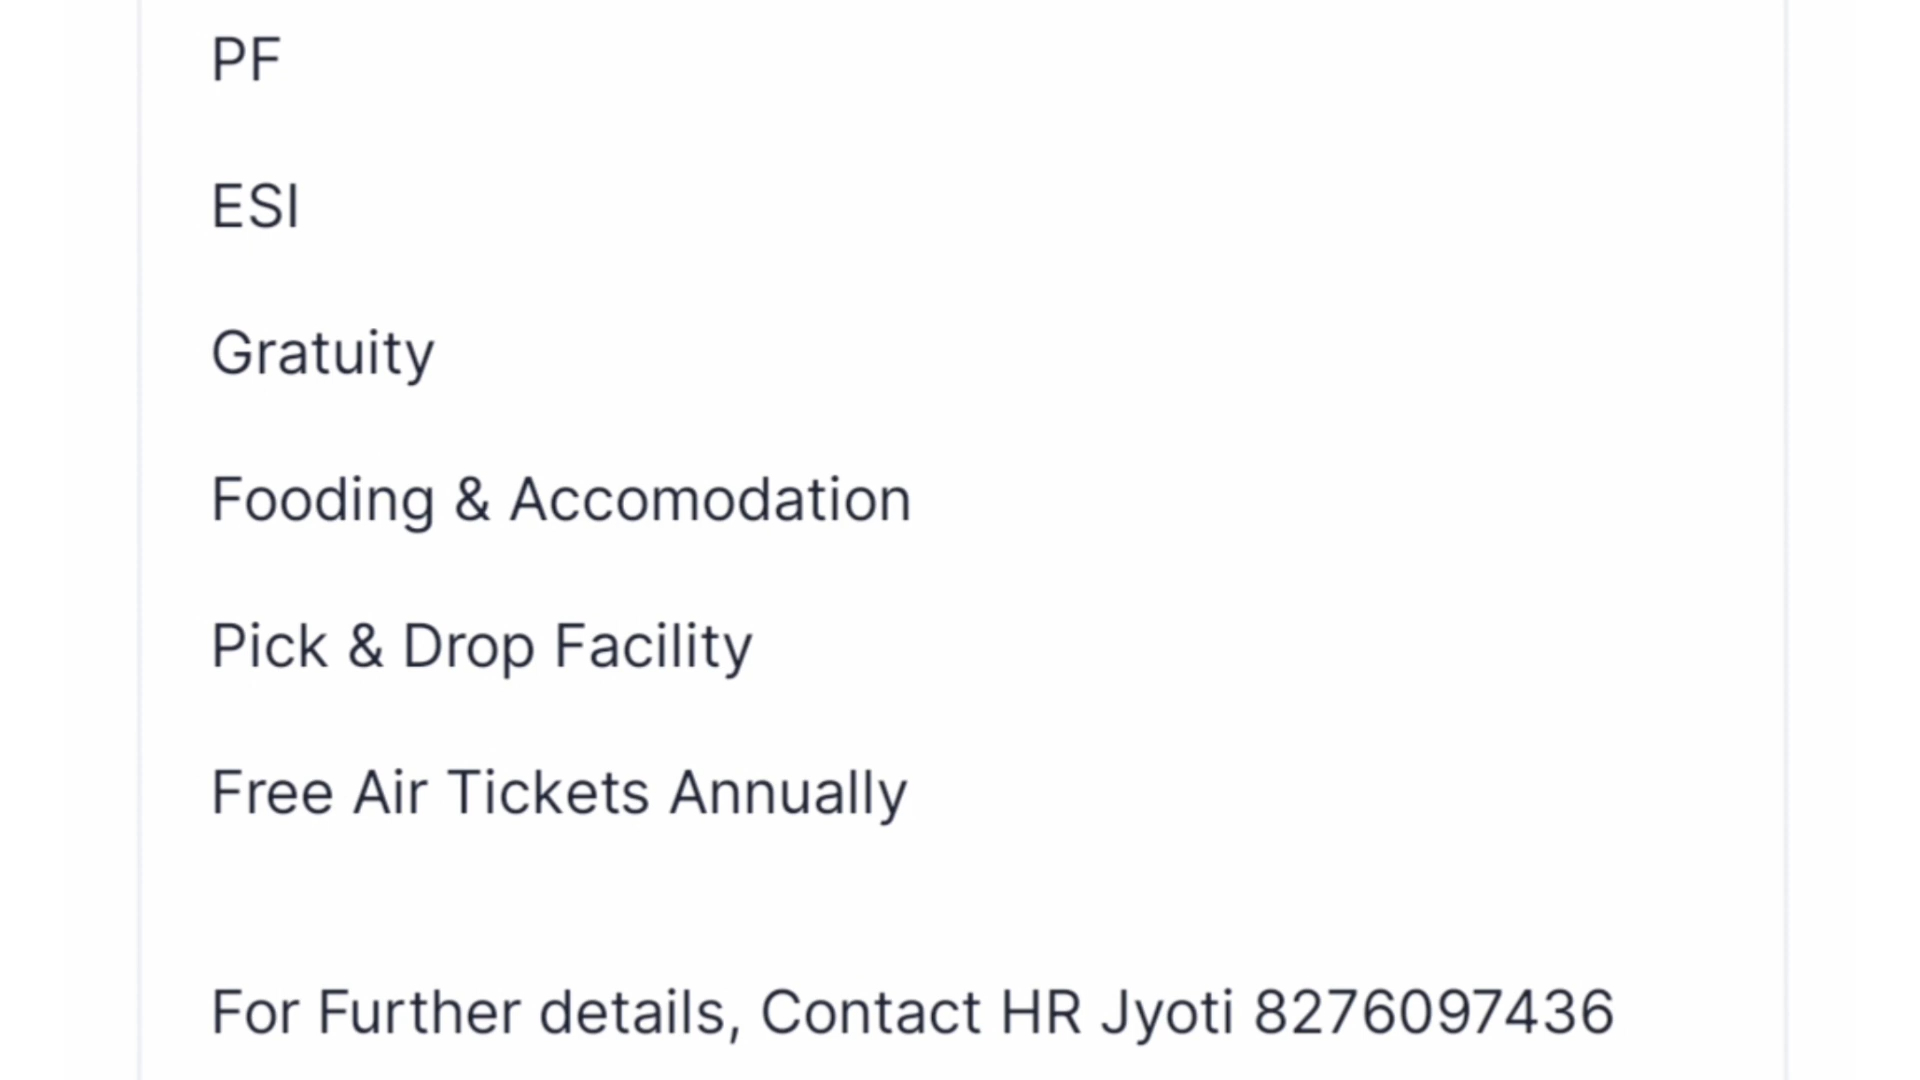 PF
ESI
Gratuity
Fooding & Accomodation
Pick & Drop Facility
Free Air Tickets Annually
For Further details, Contact HR Jyoti 8276097436